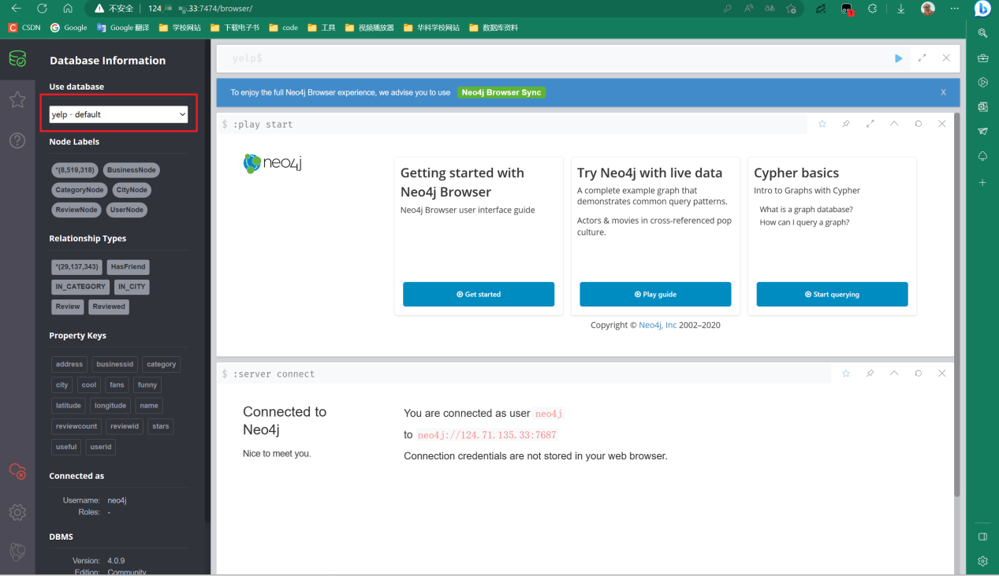 不安全 124. .33:7474/browser/
CSDN Google Google 翻译 学校网站 下载电子书 code 工具 视频播放器 华科学校网站 数据库资料
Database Information
Use database
yelp - default
Node Labels
*(8,519,318) BusinessNode
CategoryNode CityNode
ReviewNode UserNode
Relationship Types
*(29,137,343) HasFriend
IN_CATEGORY IN_CITY
Review Reviewed
Property Keys
address businessid category
city cool fans funny
latitude longitude name
reviewcount reviewid stars
useful userid
Connected as
Username: neo4j
Roles: -
DBMS
Version: 4.0.9
Edition: Community
yelp$
To enjoy the full Neo4j Browser experience, we advise you to use Neo4j Browser Sync X
$ :play start
neo4j
Getting started with
Neo4j Browser
Neo4j Browser user interface guide
Get started
Try Neo4j with live data
A complete example graph that
demonstrates common query patterns.
Actors & movies in cross-referenced pop
culture.
Play guide
Cypher basics
Intro to Graphs with Cypher
What is a graph database?
How can I query a graph?
Start querying
Copyright © Neo4j, Inc 2002–2020
$ :server connect
Connected to
Neo4j
Nice to meet you.
You are connected as user neo4j
to neo4j://124.71.135.33:7687
Connection credentials are not stored in your web browser.